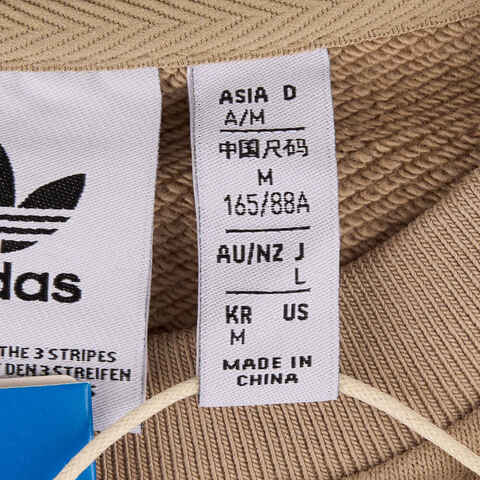 das
THE 3 STRIPES
DEN 3 STREIFEN
ASIA D
A/M
中国尺码
M
165/88A
AU/NZ J
L
KR US
M
MADE IN
CHINA